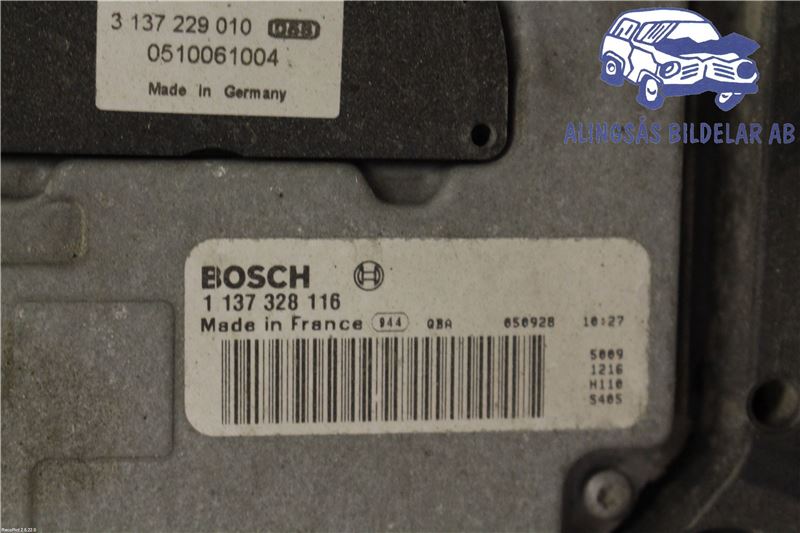 3 137 229 010
0510061004
Made in Germany
ALINGSÅS BILDELAR AB
BOSCH
1 137 328 116
Made in France 944 QBA 050928 10:27
5009
1216
H110
S405